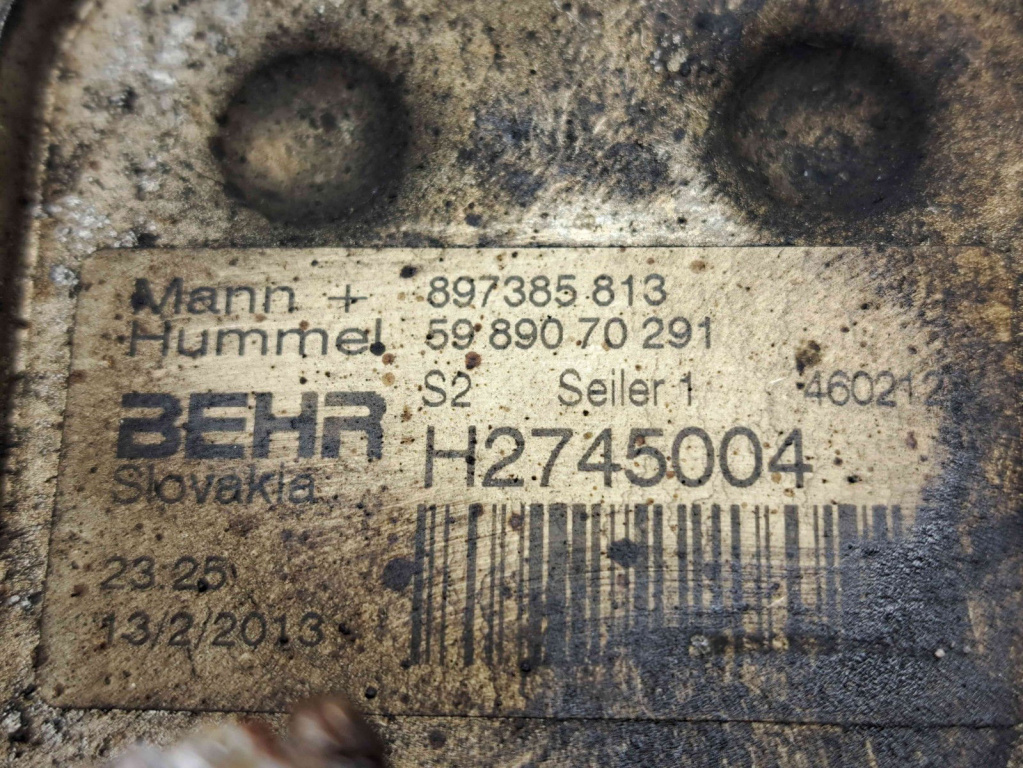 Mann + 897385 813
Hummel 59 890 70 291
S2 Seiler 1 460212
BEHR H2745004
Slovakia
23 25
13/2/2013